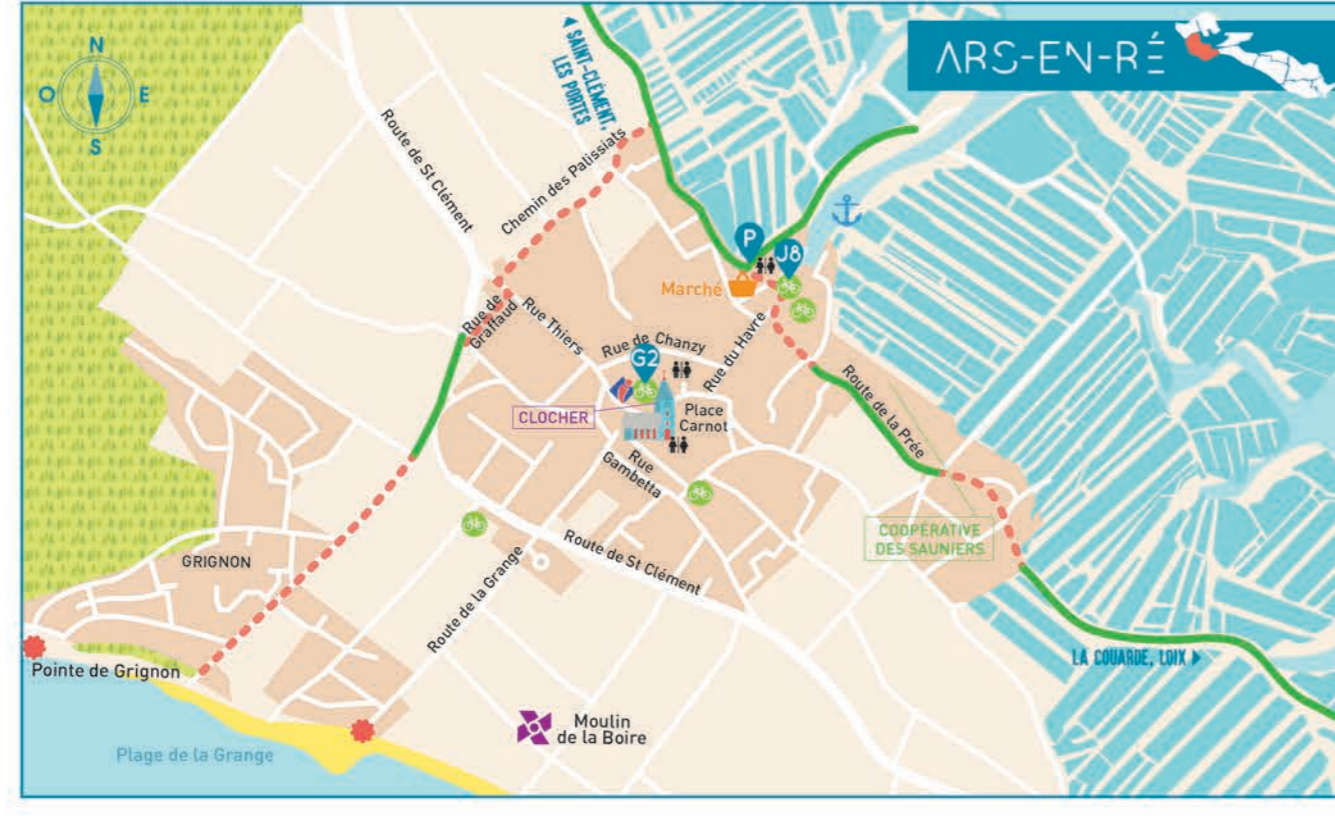 ARS-EN-RÉ
N
O
E
S
◀ SAINT-CLÉMENT,
LES PORTES
Route de St Clément
Chemin des Palissiats
P
J8
Marché
Rue de
Graffaud
Rue Thiers
Rue de Chanzy
Rue du Havre
G2
i
CLOCHER
Place
Carnot
Route de la Prée
Rue
Gambetta
COOPÉRATIVE
DES SAUNIERS
GRIGNON
Route de St Clément
Route de la Grange
LA COUARDE, LOIX ▶
Pointe de Grignon
Moulin
de la Boire
Plage de la Grange